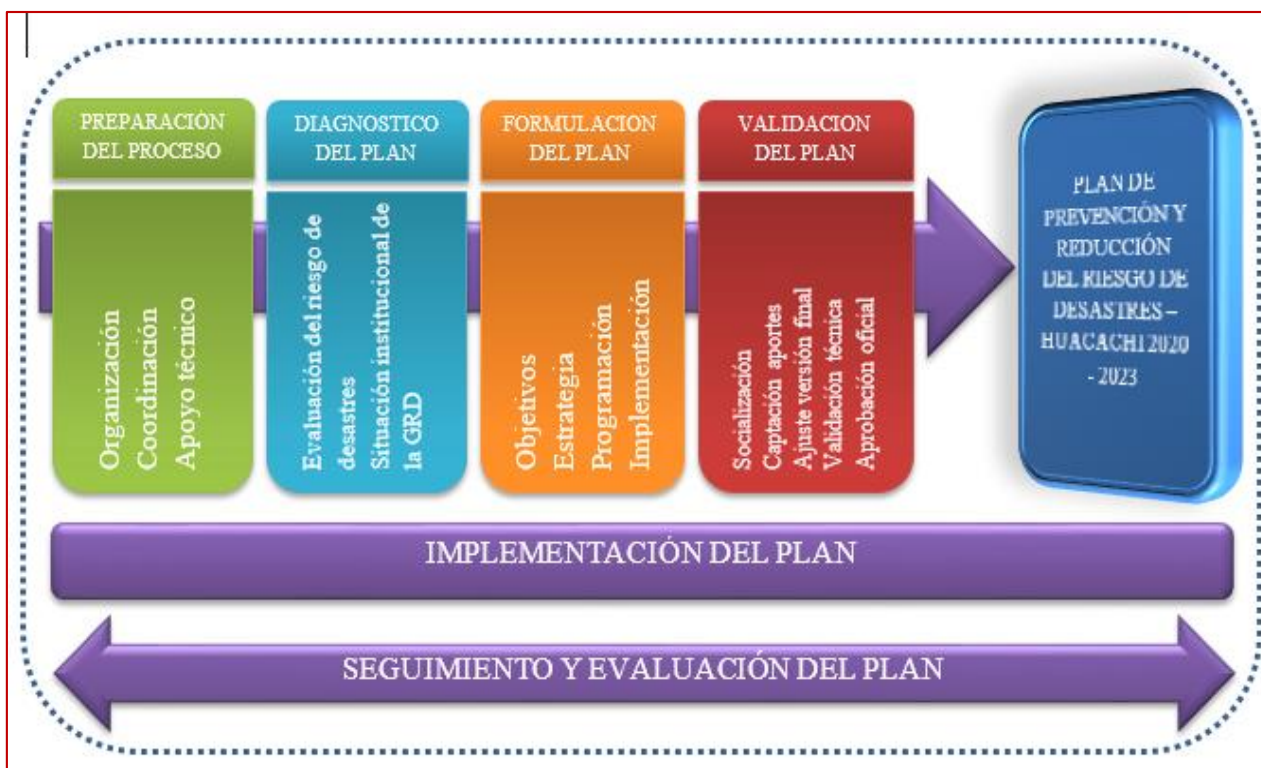 PREPARACIÓN
DEL PROCESO
Organización
Coordinación
Apoyo técnico
DIAGNOSTICO
DEL PLAN
Evaluación del riesgo de
desastres
Situación institucional de
la GRD
FORMULACION
DEL PLAN
Objetivos
Estrategia
Programación
Implementación
VALIDACION
DEL PLAN
Socialización
Captación aportes
Ajuste versión final
Validación técnica
Aprobación oficial
PLAN DE
PREVENCIÓN Y
REDUCCIÓN
DEL RIESGO DE
DESASTRES –
HUACACHI 2020
- 2023
IMPLEMENTACIÓN DEL PLAN
SEGUIMIENTO Y EVALUACIÓN DEL PLAN